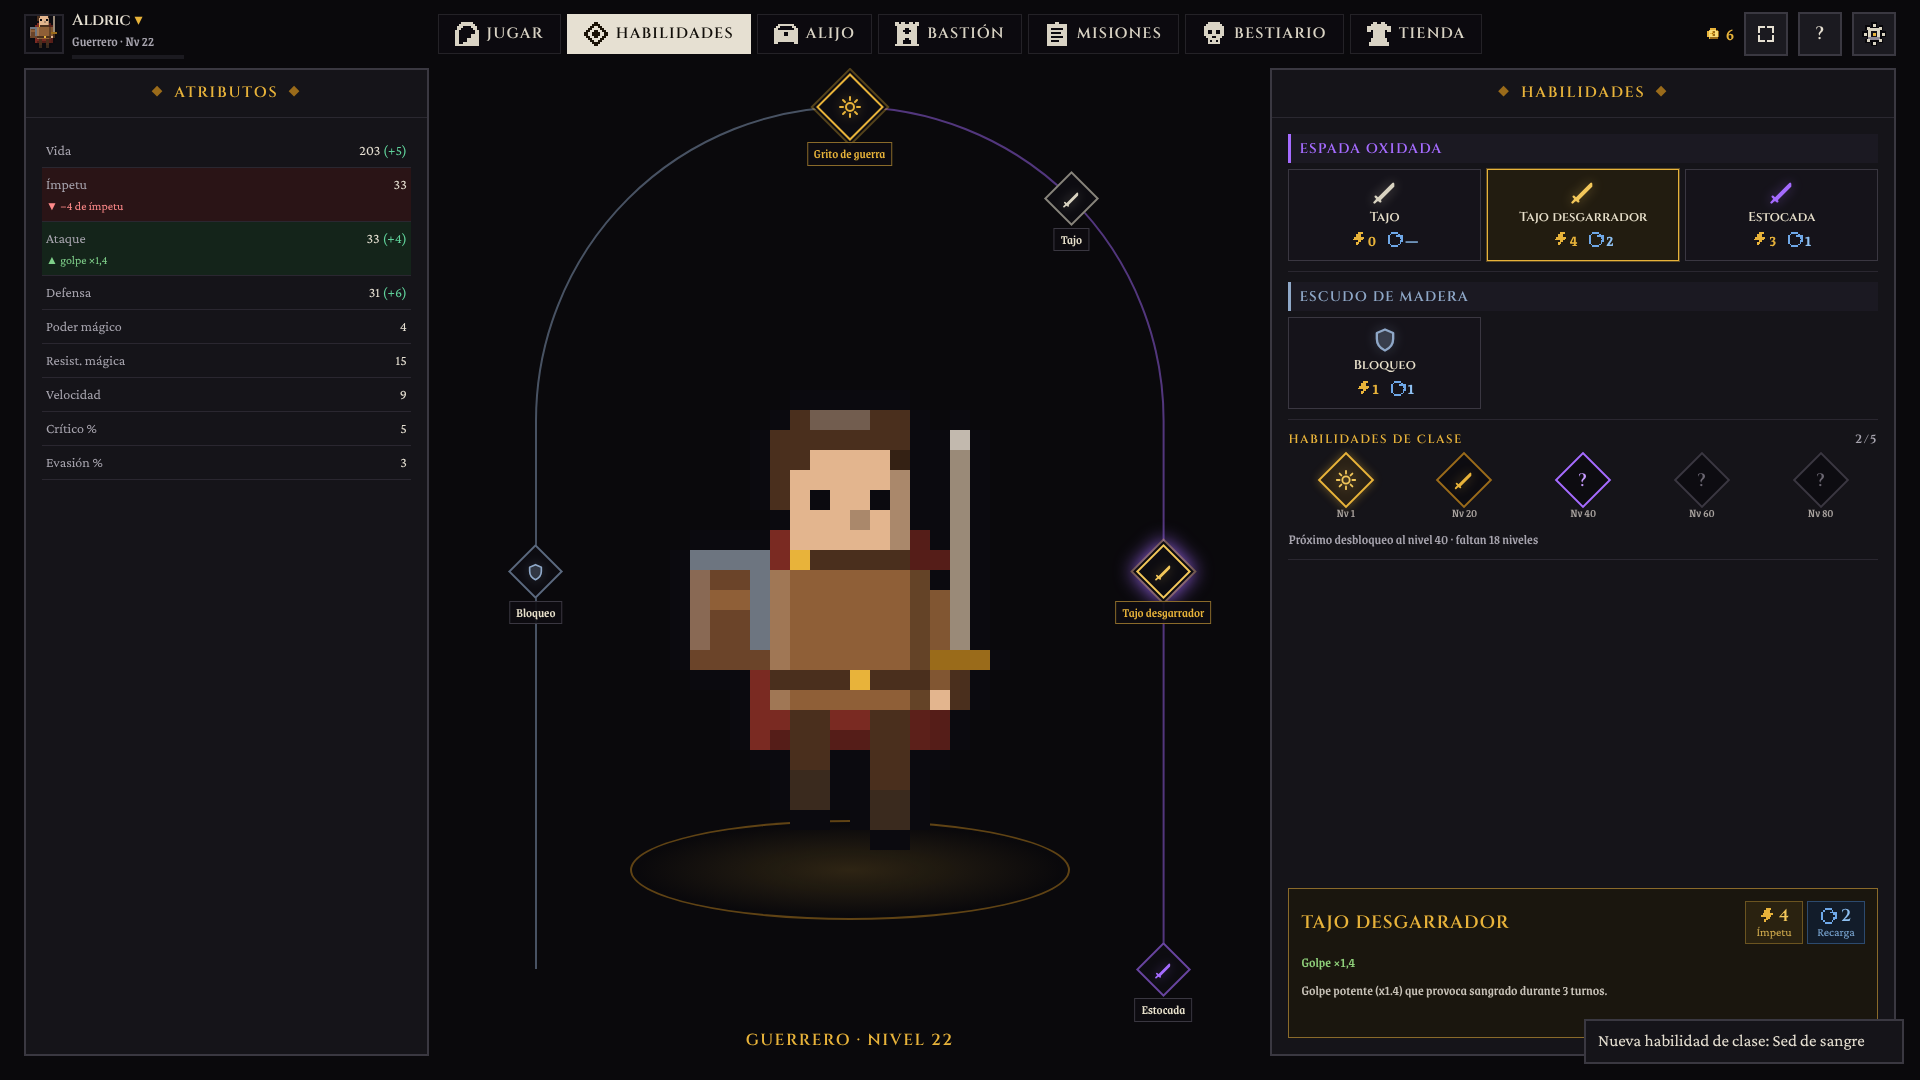 ALDRIC ▼
Guerrero · Nv 22
JUGAR
HABILIDADES
ALIJO
BASTIÓN
MISIONES
BESTIARIO
TIENDA
6
?
ATRIBUTOS
Vida 203 (+5)
Ímpetu 33
▼ −4 de ímpetu
Ataque 33 (+4)
▲ golpe ×1,4
Defensa 31 (+6)
Poder mágico 4
Resist. mágica 15
Velocidad 9
Crítico % 5
Evasión % 3
Grito de guerra
Tajo
Bloqueo
Tajo desgarrador
Estocada
GUERRERO · NIVEL 22
HABILIDADES
ESPADA OXIDADA
TAJO
0 —
TAJO DESGARRADOR
4 2
ESTOCADA
3 1
ESCUDO DE MADERA
BLOQUEO
1 1
HABILIDADES DE CLASE 2/5
? ? ?
Nv 1 Nv 20 Nv 40 Nv 60 Nv 80
Próximo desbloqueo al nivel 40 · faltan 18 niveles
TAJO DESGARRADOR
4
Ímpetu
2
Recarga
Golpe ×1,4
Golpe potente (x1.4) que provoca sangrado durante 3 turnos.
Nueva habilidad de clase: Sed de sangre